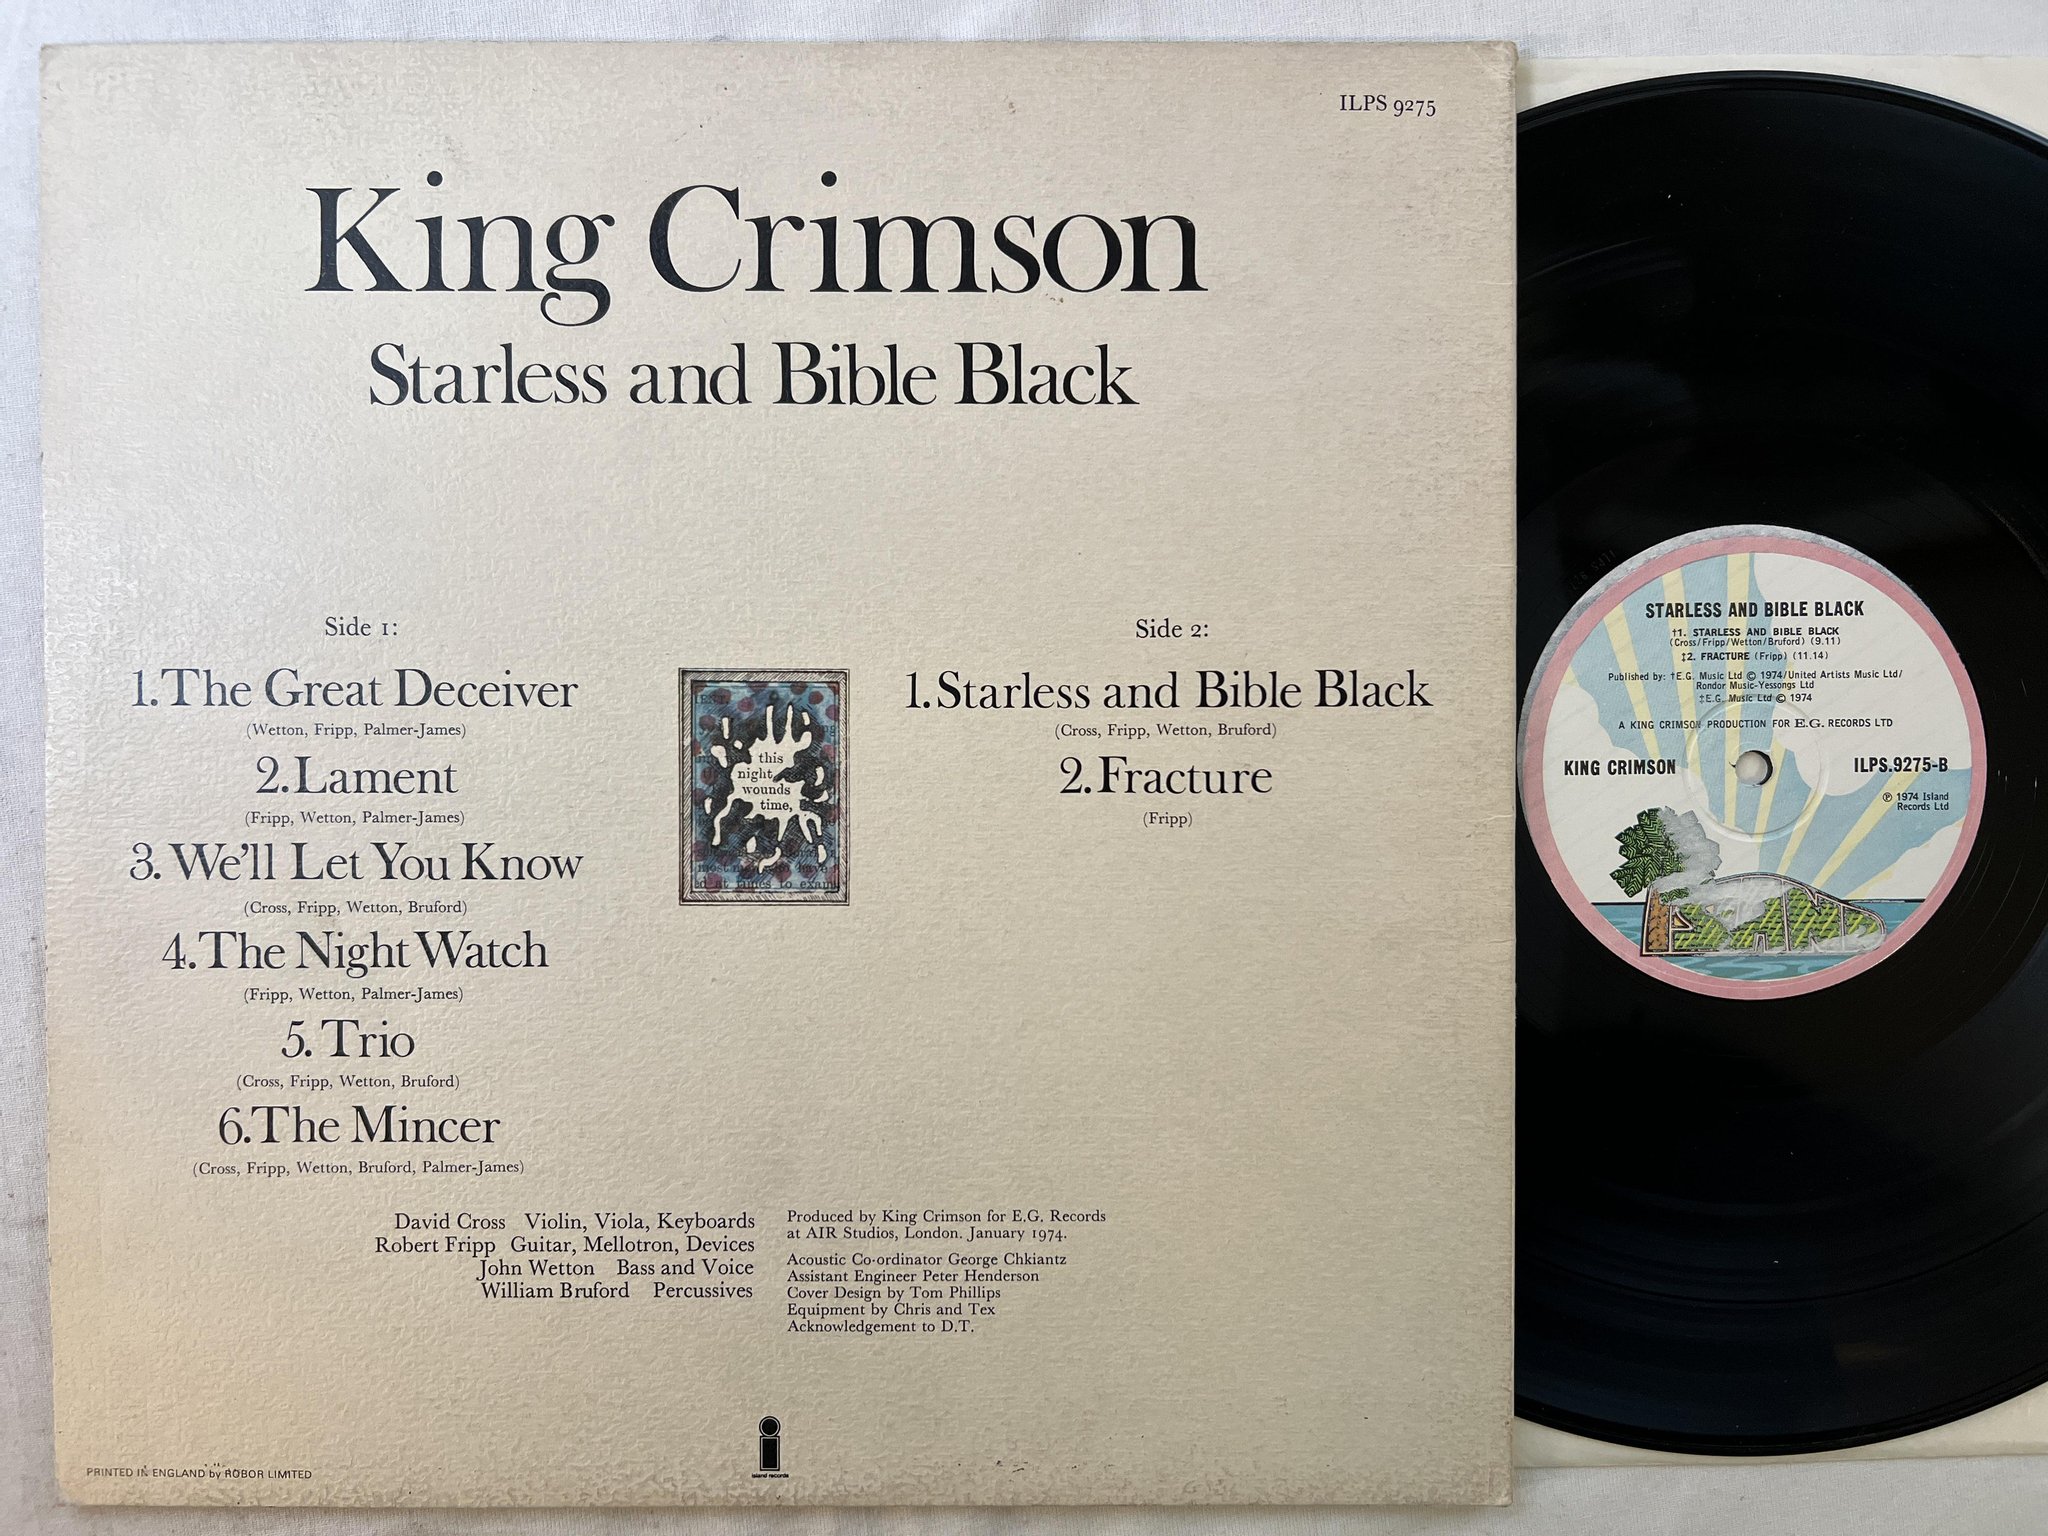 ILPS 9275
King Crimson
Starless and Bible Black
Side 1:
1. The Great Deceiver
(Wetton, Fripp, Palmer-James)
2. Lament
(Fripp, Wetton, Palmer-James)
3. We'll Let You Know
(Cross, Fripp, Wetton, Bruford)
4. The Night Watch
(Fripp, Wetton, Palmer-James)
5. Trio
(Cross, Fripp, Wetton, Bruford)
6. The Mincer
(Cross, Fripp, Wetton, Bruford, Palmer-James)
this
night
wounds
time,
Side 2:
1. Starless and Bible Black
(Cross, Fripp, Wetton, Bruford)
2. Fracture
(Fripp)
David Cross Violin, Viola, Keyboards
Robert Fripp Guitar, Mellotron, Devices
John Wetton Bass and Voice
William Bruford Percussives
Produced by King Crimson for E.G. Records
at AIR Studios, London. January 1974.
Acoustic Co-ordinator George Chkiantz
Assistant Engineer Peter Henderson
Cover Design by Tom Phillips
Equipment by Chris and Tex
Acknowledgement to D.T.
island records
PRINTED IN ENGLAND by ROBOR LIMITED
STARLESS AND BIBLE BLACK
†1. STARLESS AND BIBLE BLACK
(Cross/Fripp/Wetton/Bruford) (9.11)
‡2. FRACTURE (Fripp) (11.14)
Published by: †E.G. Music Ltd © 1974/United Artists Music Ltd/
Rondor Music-Yessongs Ltd
‡E.G. Music Ltd © 1974
A KING CRIMSON PRODUCTION FOR E.G. RECORDS LTD
KING CRIMSON
ILPS.9275-B
℗ 1974 Island
Records Ltd
ISLAND